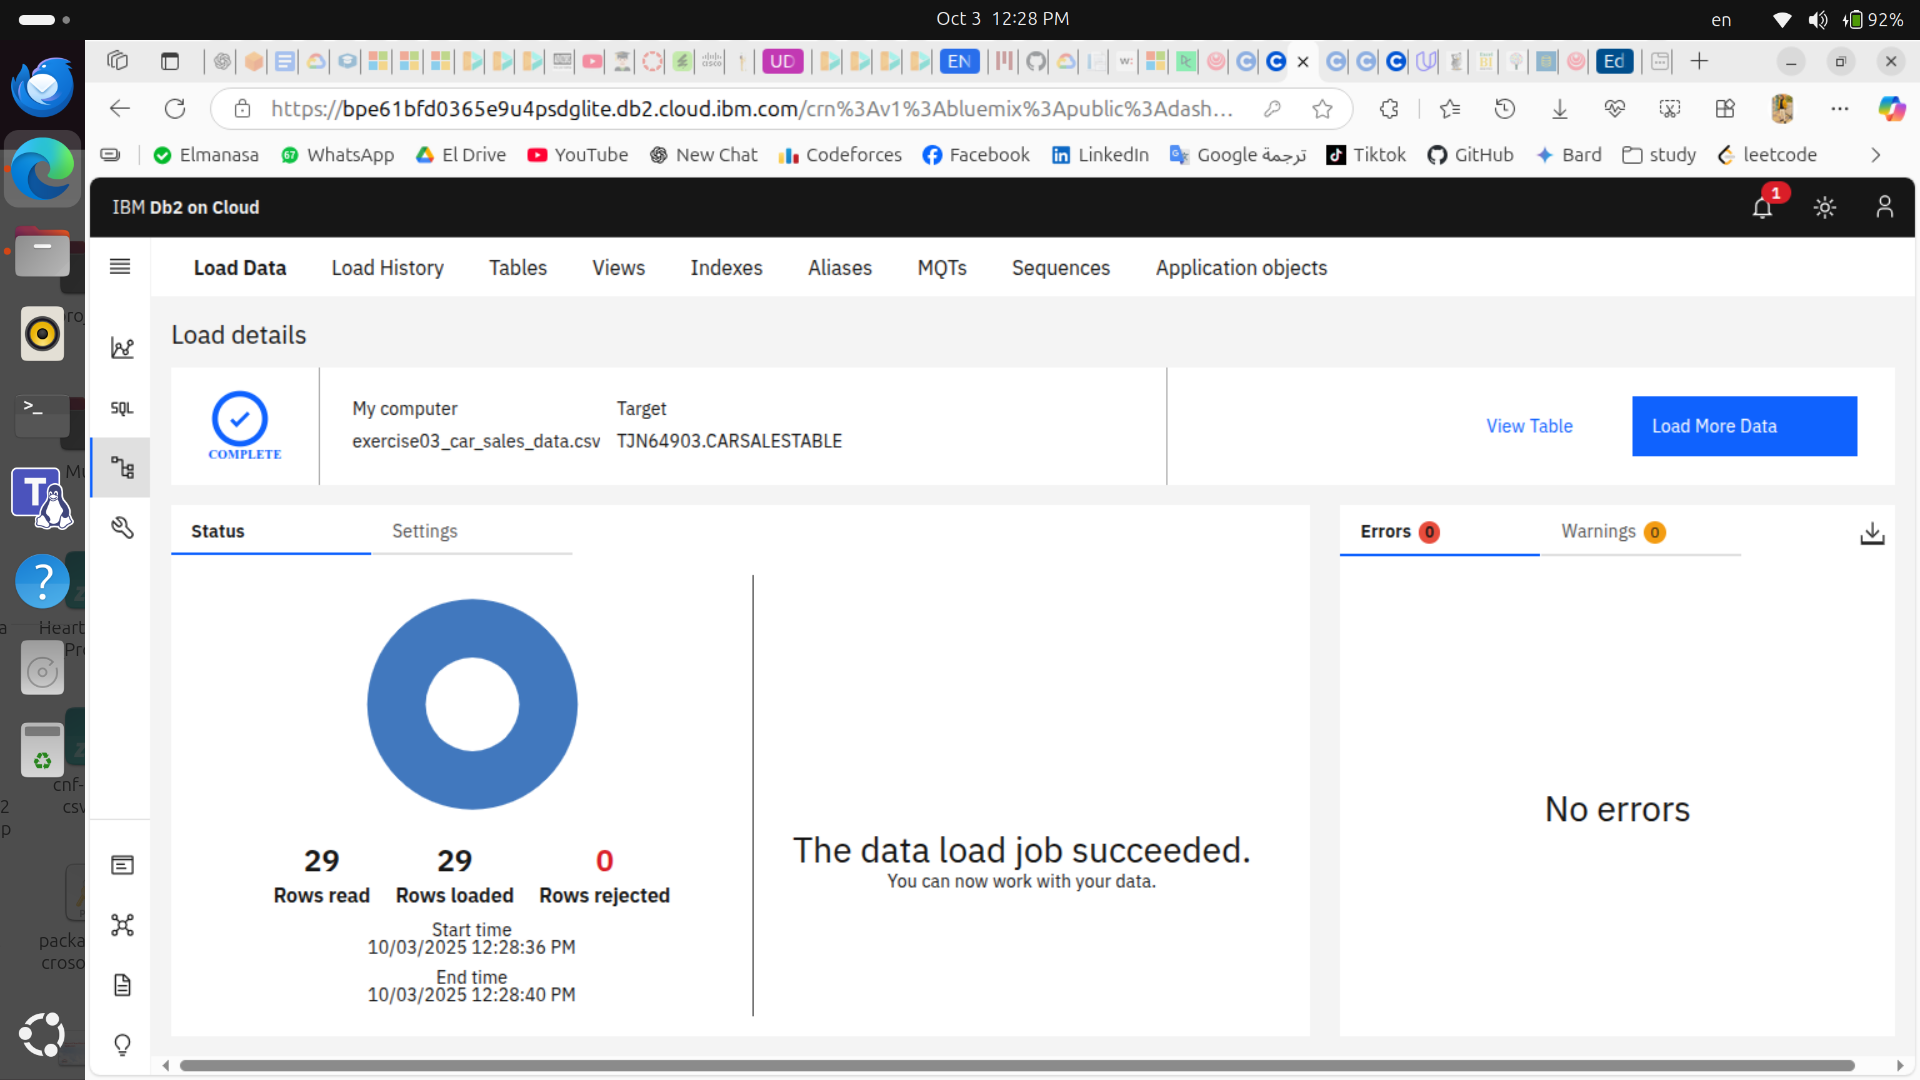 Oct 3 12:28 PM
en
92%
UD
EN
Ed
https://bpe61bfd0365e9u4psdglite.db2.cloud.ibm.com/crn%3Av1%3Abluemix%3Apublic%3Adash...
Elmanasa
WhatsApp
El Drive
YouTube
New Chat
Codeforces
Facebook
LinkedIn
Google ترجمة
Tiktok
GitHub
Bard
study
leetcode
IBM Db2 on Cloud
1
Load Data
Load History
Tables
Views
Indexes
Aliases
MQTs
Sequences
Application objects
SQL
Load details
COMPLETE
My computer
exercise03_car_sales_data.csv
Target
TJN64903.CARSALESTABLE
View Table
Load More Data
Status
Settings
29
Rows read
29
Rows loaded
0
Rows rejected
Start time
10/03/2025 12:28:36 PM
End time
10/03/2025 12:28:40 PM
The data load job succeeded.
You can now work with your data.
Errors 0
Warnings 0
No errors